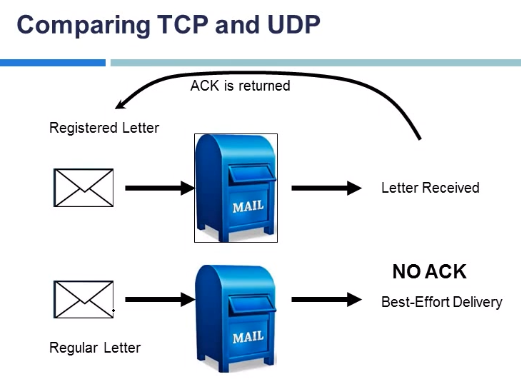 Comparing TCP and UDP
ACK is returned
Registered Letter
MAIL
Letter Received
NO ACK
Best-Effort Delivery
MAIL
Regular Letter